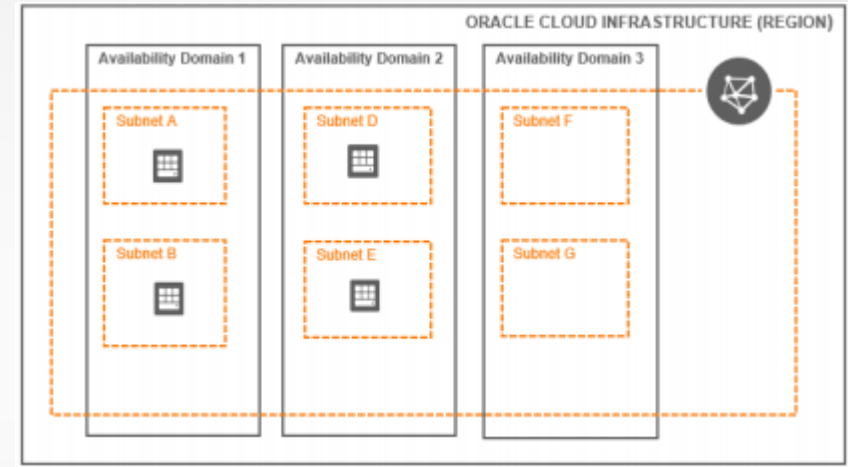 ORACLE CLOUD INFRASTRUCTURE (REGION)
Availability Domain 1
Availability Domain 2
Availability Domain 3
Subnet A
Subnet D
Subnet F
Subnet B
Subnet E
Subnet G